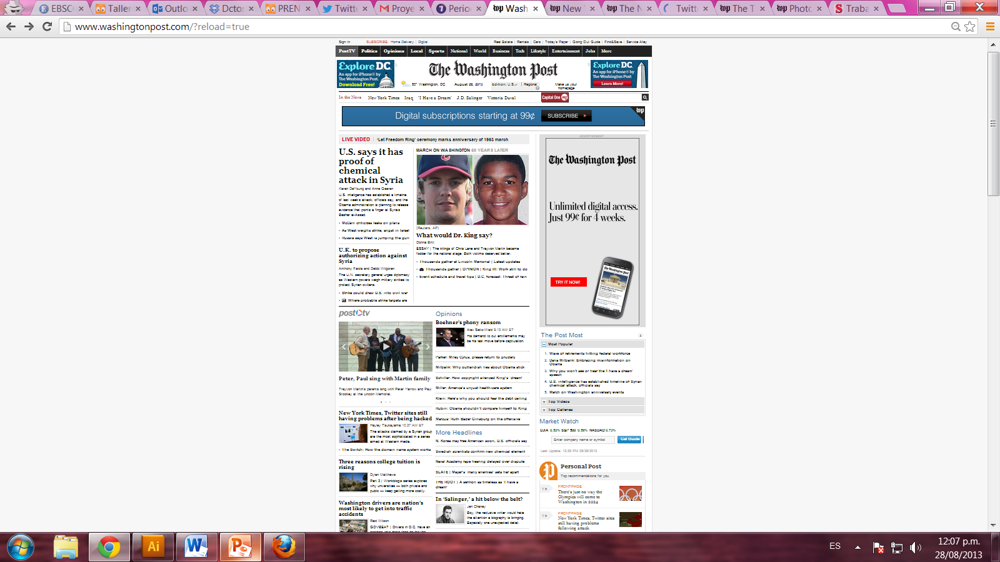 EBSC
Taller
Outlo
Dctos
PREN
Twitte
Proye
Perio
Wash
New
The N
Twitt
The T
Photo
Traba
www.washingtonpost.com/?reload=true
Sign In SUBSCRIBE: Home Delivery | Digital Real Estate | Rentals | Cars | Today's Paper | Going Out Guide | Find&Save | Service Alley
PostTV Politics Opinions Local Sports National World Business Tech Lifestyle Entertainment Jobs More
Explore D.C.
An app for iPhone® by
The Washington Post.
Download Free!
The Washington Post
80° Washington, DC August 28, 2013 Edition: U.S. | Regional Make us your
homepage
Explore D.C.
An app for iPhone® by
The Washington Post.
Learn More!
In the News New York Times Iraq 'I Have a Dream' J.D. Salinger Victoria Duval
Capital One
Digital subscriptions starting at 99¢ SUBSCRIBE
wp
LIVE VIDEO | 'Let Freedom Ring' ceremony marks anniversary of 1963 march
U.S. says it has
proof of
chemical
attack in Syria
Karen DeYoung and Anne Gearan
U.S. intelligence has established a timeline
of last week's attack, officials say, and the
Obama administration is planning to release
evidence that points a finger at Syria's
Bashar al-Assad.
• McCain criticizes leaks on plans
• As West weighs strike, angst in Israel
• Russia says West is jumping the gun
U.K. to propose
authorizing action against
Syria
Anthony Faiola and Debbi Wilgoren
The U.N. secretary general urges diplomacy
as Western powers weigh military strikes to
protect Syrian civilians.
• Strike could draw U.S. into civil war
• Where probable strike targets are
MARCH ON WASHINGTON 50 YEARS LATER
(Reuters, AP)
What would Dr. King say?
Donna Britt
ESSAY | The killings of Chris Lane and Trayvon Martin became
fodder for the national stage. Both victims deserved better.
• Thousands gather at Lincoln Memorial | Latest updates
• Thousands gather | OPINION | King III: Work still to do
• Event schedule and travel tips | D.C. forecast: Threat of rain
posttv
Peter, Paul sing with Martin family
Trayvon Martin's parents sing with Peter Yarrow and Paul
Stookey at the Lincoln Memorial.
New York Times, Twitter sites still
having problems after being hacked
Hayley Tsukayama 10:27 AM ET
The attacks claimed by a Syrian group
are the most sophisticated in a series
aimed at Western media.
• The Switch: How the domain name system works
Three reasons college tuition is
rising
Dylan Matthews
Part 3 | Wonkblog's series explores
why universities — both private and
public — keep getting more costly.
Washington drivers are nation's
most likely to get into traffic
accidents
Reid Wilson
GOVBEAT | Drivers in D.C. have an
Opinions
Boehner's phony ransom
Alex Seitz-Wald 9:13 AM ET
His demand to cut entitlements may
be his last move before capitulation.
Parker: Miley Cyrus, please return to prudery
Milbank: Why outlandish lies about Obama stick
Schiller: How copyright silenced King's 'dream'
Miller: America's unjust health-care system
Klein: Here's why you should fear the debt ceiling
Rubin: Obama shouldn't compare himself to King
Marcus: Ruth Bader Ginsburg on the offensive
More Headlines
N. Korea may free American soon, U.S. officials say
Swedish scientists confirm new chemical element
Naval Academy rape hearing delayed over dispute
SLATE | Mayer's 'many enemies' sets her apart
THE ROOT | A sermon as timeless as 'I have a
dream'
In 'Salinger,' a hit below the belt?
Jen Chaney
Boy, the reclusive writer would hate
the attention a biography is bringing.
Especially one unexpected detail.
ADVERTISEMENT
The Washington Post
Unlimited digital access.
Just 99¢ for 4 weeks.
TRY IT NOW!
The Post Most
Most Popular
1. Wave of retirements hitting federal workforce
2. Dana Milbank: Embracing misinformation on
Obama
3. Why you won't see or hear the 'I have a dream'
speech
4. U.S. intelligence has established timeline of Syrian
chemical attack, officials say
5. March on Washington anniversary events
Top Videos
Top Galleries
Market Watch
DJIA 0.52% S&P 500 0.58% NASDAQ 0.73%
Enter company name or symbol Get Quote
Last Update: 12:53 PM 08/28/2013
Personal Post
Top recommendations for you
1 h FRONTPAGE
There's just no way the
Olympics will come to
Washington in 2024
1 h FRONTPAGE
New York Times, Twitter sites
still having problems
following attack
Ai
ES
12:07 p.m.
28/08/2013